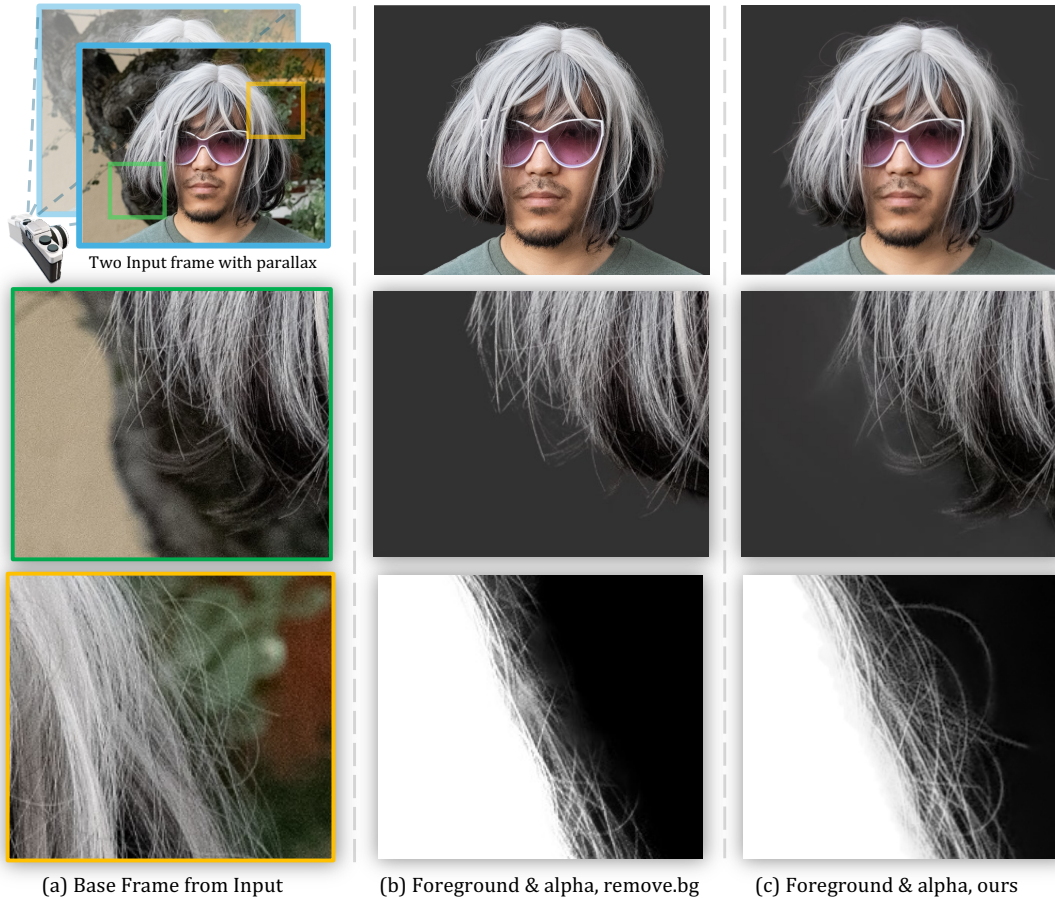 Two Input frame with parallax
(a) Base Frame from Input
(b) Foreground & alpha, remove.bg
(c) Foreground & alpha, ours